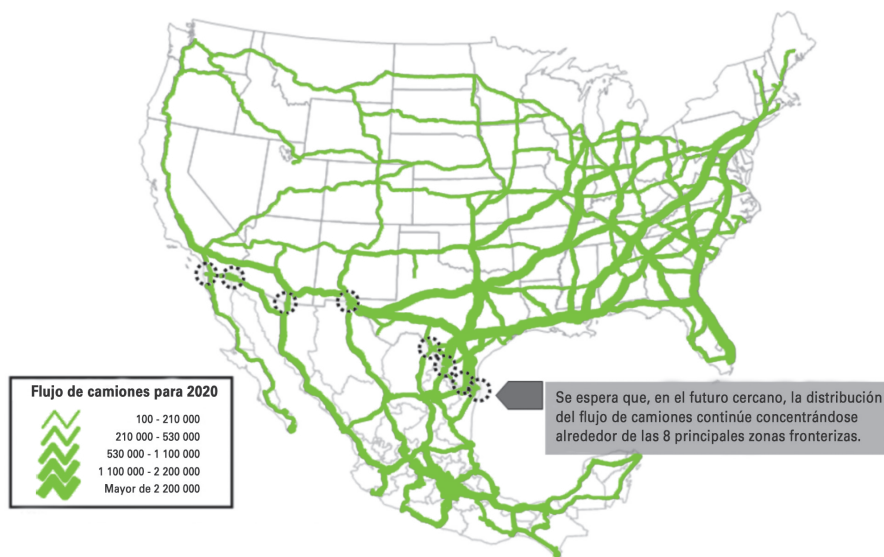 Flujo de camiones para 2020
100 - 210 000
210 000 - 530 000
530 000 - 1 100 000
1 100 000 - 2 200 000
Mayor de 2 200 000
Se espera que, en el futuro cercano, la distribución
del flujo de camiones continúe concentrándose
alrededor de las 8 principales zonas fronterizas.